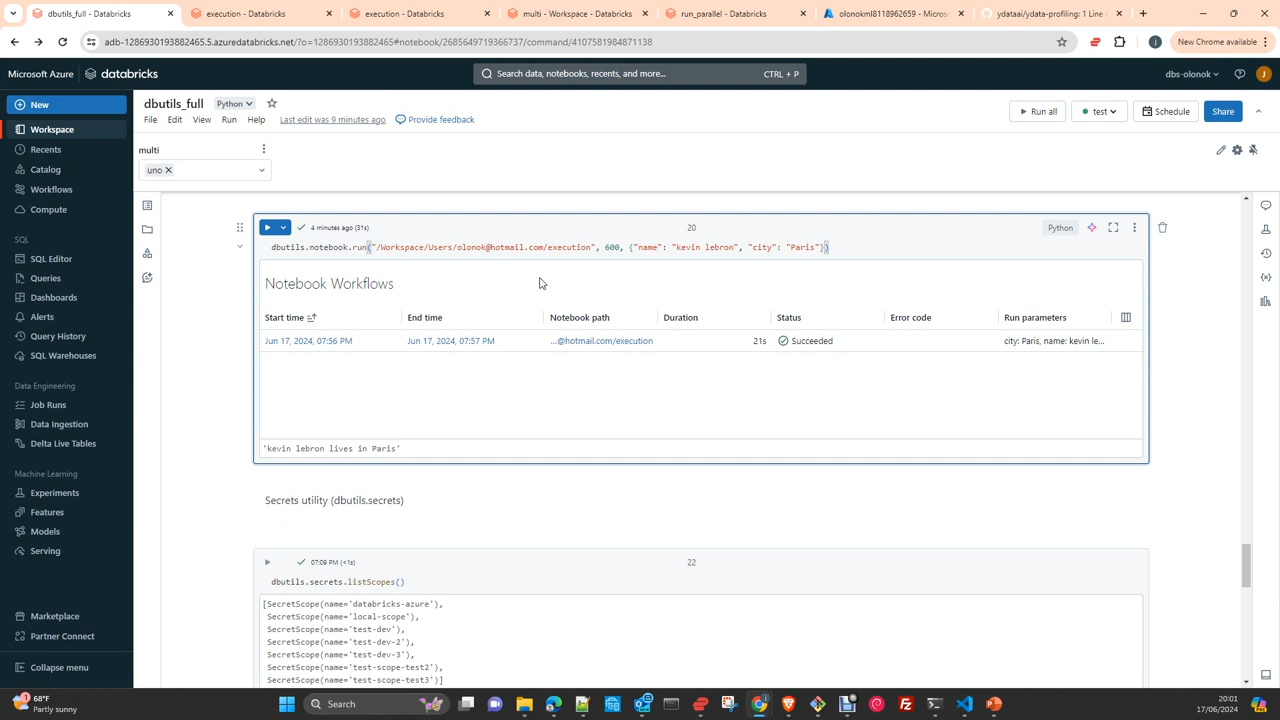 dbutils_full - Databricks
execution - Databricks
execution - Databricks
multi - Workspace - Databricks
run_parallel - Databricks
olonokml8118962659 - Micros
ydataai/ydata-profiling: 1 Line
adb-1286930193882465.5.azuredatabricks.net/?o=1286930193882465#notebook/2685649719366737/command/4107581984871138
New Chrome available
Microsoft Azure
databricks
Search data, notebooks, recents, and more...
CTRL + P
dbs-olonok
J
New
Workspace
Recents
Catalog
Workflows
Compute
SQL
SQL Editor
Queries
Dashboards
Alerts
Query History
SQL Warehouses
Data Engineering
Job Runs
Data Ingestion
Delta Live Tables
Machine Learning
Experiments
Features
Models
Serving
Marketplace
Partner Connect
Collapse menu
dbutils_full
Python
File Edit View Run Help
Last edit was 9 minutes ago
Provide feedback
Run all
test
Schedule
Share
multi
uno
4 minutes ago (31s)
20
Python
dbutils.notebook.run("/Workspace/Users/olonok@hotmail.com/execution", 600, {"name": "kevin lebron", "city": "Paris"})
Notebook Workflows
Start time End time Notebook path Duration Status Error code Run parameters
Jun 17, 2024, 07:56 PM Jun 17, 2024, 07:57 PM ...@hotmail.com/execution 21s Succeeded city: Paris, name: kevin le...
'kevin lebron lives in Paris'
Secrets utility (dbutils.secrets)
07:09 PM (<1s)
22
dbutils.secrets.listScopes()
[SecretScope(name='databricks-azure'),
SecretScope(name='local-scope'),
SecretScope(name='test-dev'),
SecretScope(name='test-dev-2'),
SecretScope(name='test-dev-3'),
SecretScope(name='test-scope-test2'),
SecretScope(name='test-scope-test3')]
68°F
Partly sunny
Search
20:01
17/06/2024